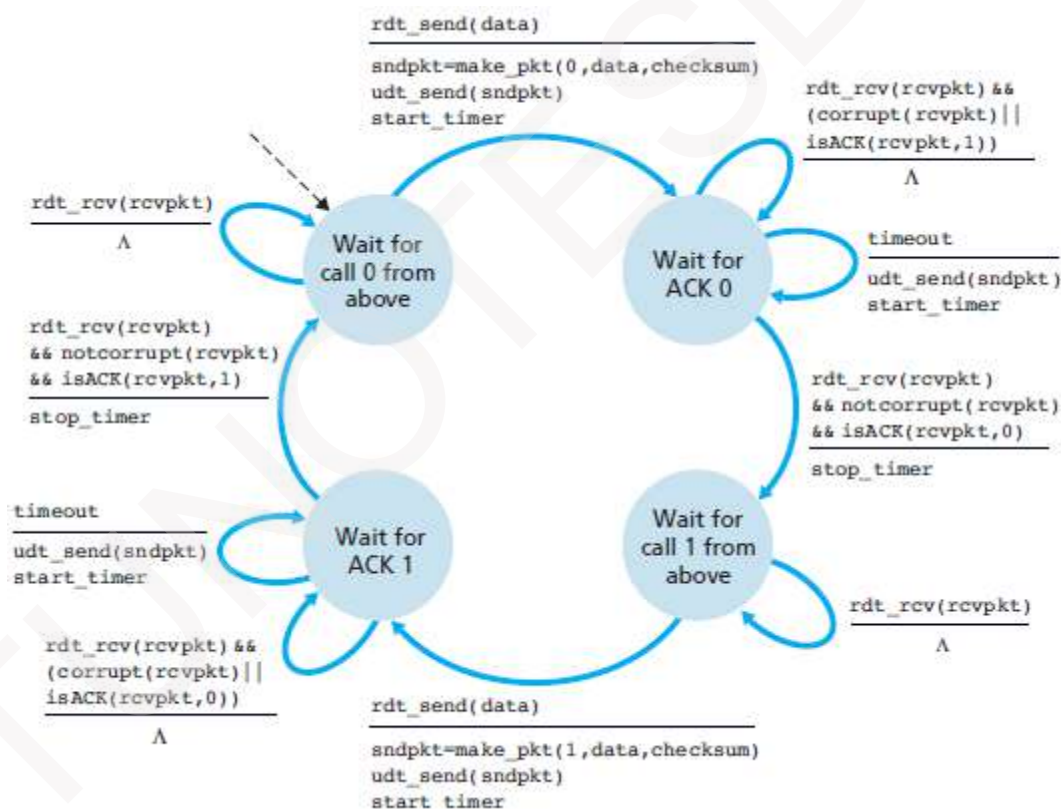 rdt_send(data)
sndpkt=make_pkt(0,data,checksum)
udt_send(sndpkt)
start_timer
rdt_rcv(rcvpkt) &&
(corrupt(rcvpkt)||
isACK(rcvpkt,1))
Λ
rdt_rcv(rcvpkt)
Λ
Wait for
call 0 from
above
Wait for
ACK 0
timeout
udt_send(sndpkt)
start_timer
rdt_rcv(rcvpkt)
&& notcorrupt(rcvpkt)
&& isACK(rcvpkt,1)
stop_timer
rdt_rcv(rcvpkt)
&& notcorrupt(rcvpkt)
&& isACK(rcvpkt,0)
stop_timer
timeout
udt_send(sndpkt)
start_timer
Wait for
ACK 1
Wait for
call 1 from
above
rdt_rcv(rcvpkt)
Λ
rdt_rcv(rcvpkt) &&
(corrupt(rcvpkt)||
isACK(rcvpkt,0))
Λ
rdt_send(data)
sndpkt=make_pkt(1,data,checksum)
udt_send(sndpkt)
start_timer